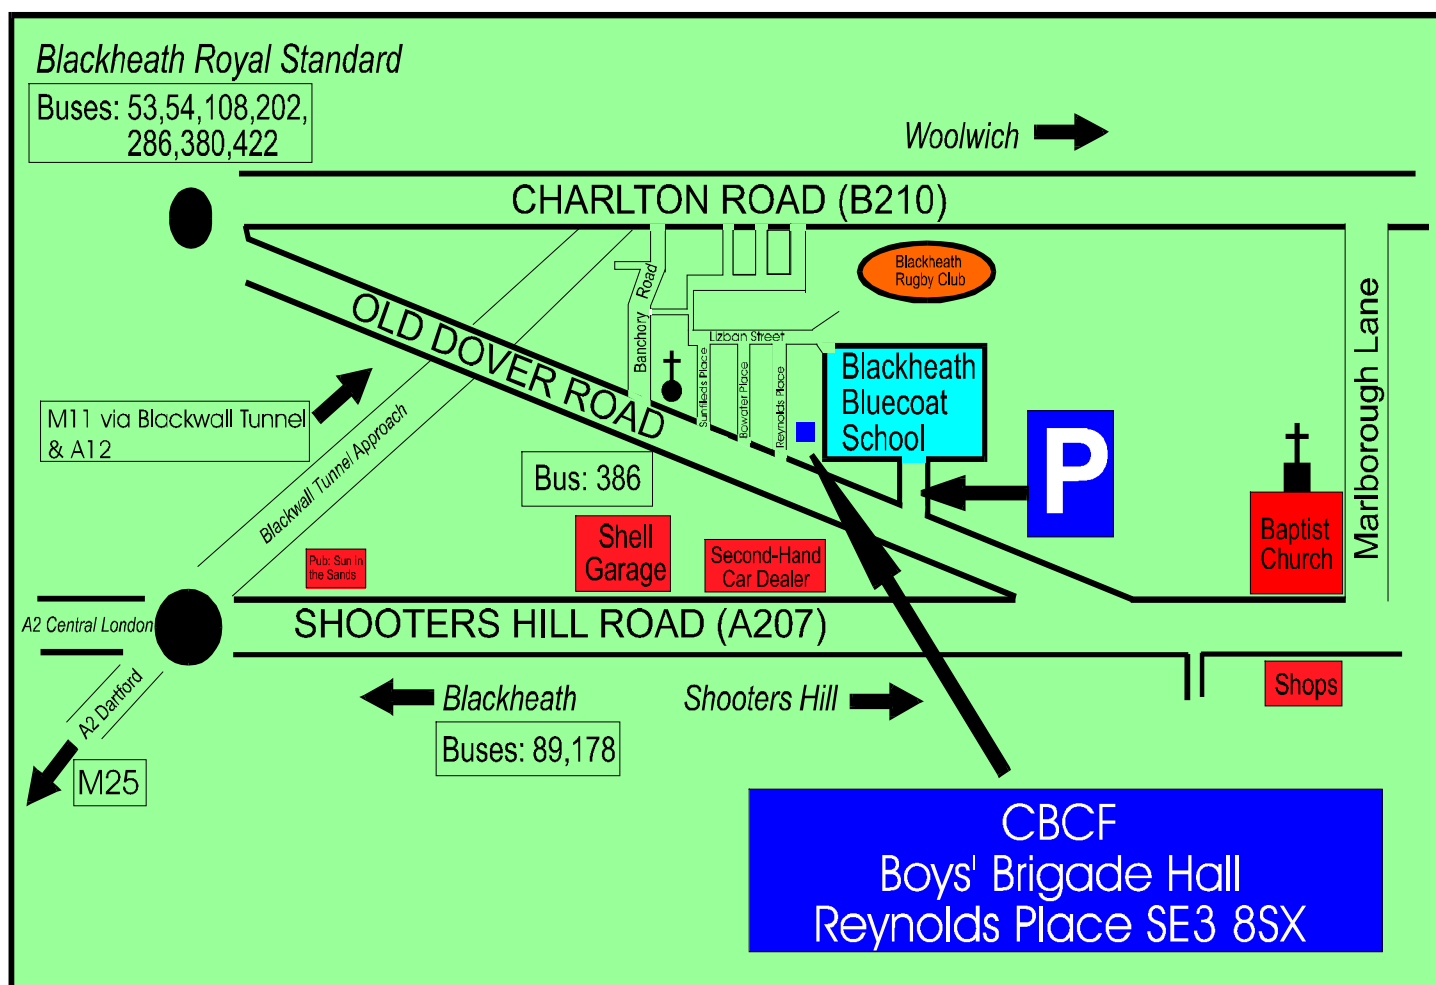 Blackheath Royal Standard
Buses: 53,54,108,202,
286,380,422
Woolwich
CHARLTON ROAD (B210)
Blackheath
Rugby Club
Banchory Road
OLD DOVER ROAD
Lizban Street
Sunfileds Place
Bowater Place
Reynolds Place
Blackheath
Bluecoat
School
Marlborough Lane
M11 via Blackwall Tunnel
& A12
Blackwall Tunnel Approach
Bus: 386
P
Shell
Garage
Second-Hand
Car Dealer
Pub: Sun in
the Sands
Baptist
Church
A2 Central London
SHOOTERS HILL ROAD (A207)
A2 Dartford
M25
Blackheath
Buses: 89,178
Shooters Hill
Shops
CBCF
Boys' Brigade Hall
Reynolds Place SE3 8SX